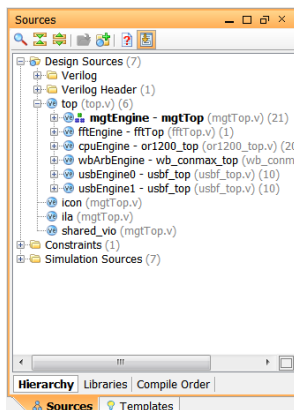 Sources
Design Sources (7)
Verilog
Verilog Header (1)
top (top.v) (6)
mgtEngine - mgtTop (mgtTop.v) (21)
fftEngine - fftTop (fftTop.v) (1)
cpuEngine - or1200_top (or1200_top.v) (20
wbArbEngine - wb_conmax_top (wb_conm
usbEngine0 - usbf_top (usbf_top.v) (10)
usbEngine1 - usbf_top (usbf_top.v) (10)
icon (mgtTop.v)
ila (mgtTop.v)
shared_vio (mgtTop.v)
Constraints (1)
Simulation Sources (7)
Hierarchy Libraries Compile Order
Sources Templates